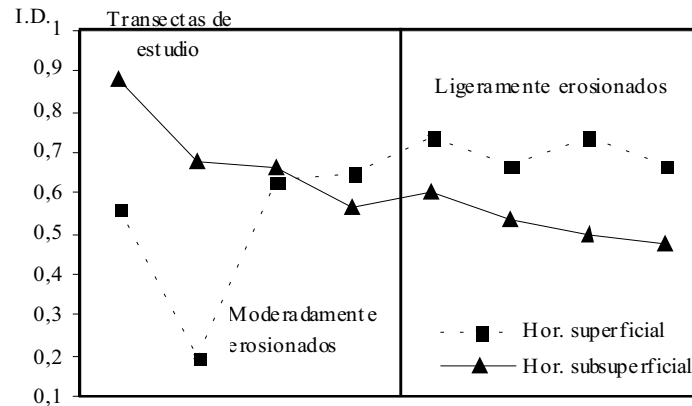 I.D.
Transectas de
estudio
1
0,9
0,8
0,7
0,6
0,5
0,4
0,3
0,2
0,1
Ligeramente erosionados
Moderadamente
erosionados
Hor. superficial
Hor. subsuperficial